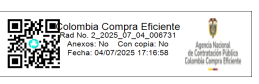 Colombia Compra Eficiente
Rad No. 2_2025_07_04_006731
Anexos: No Con copia: No
Fecha: 04/07/2025 17:16:58
Agencia Nacional
de Contratación Pública
Colombia Compra Eficiente